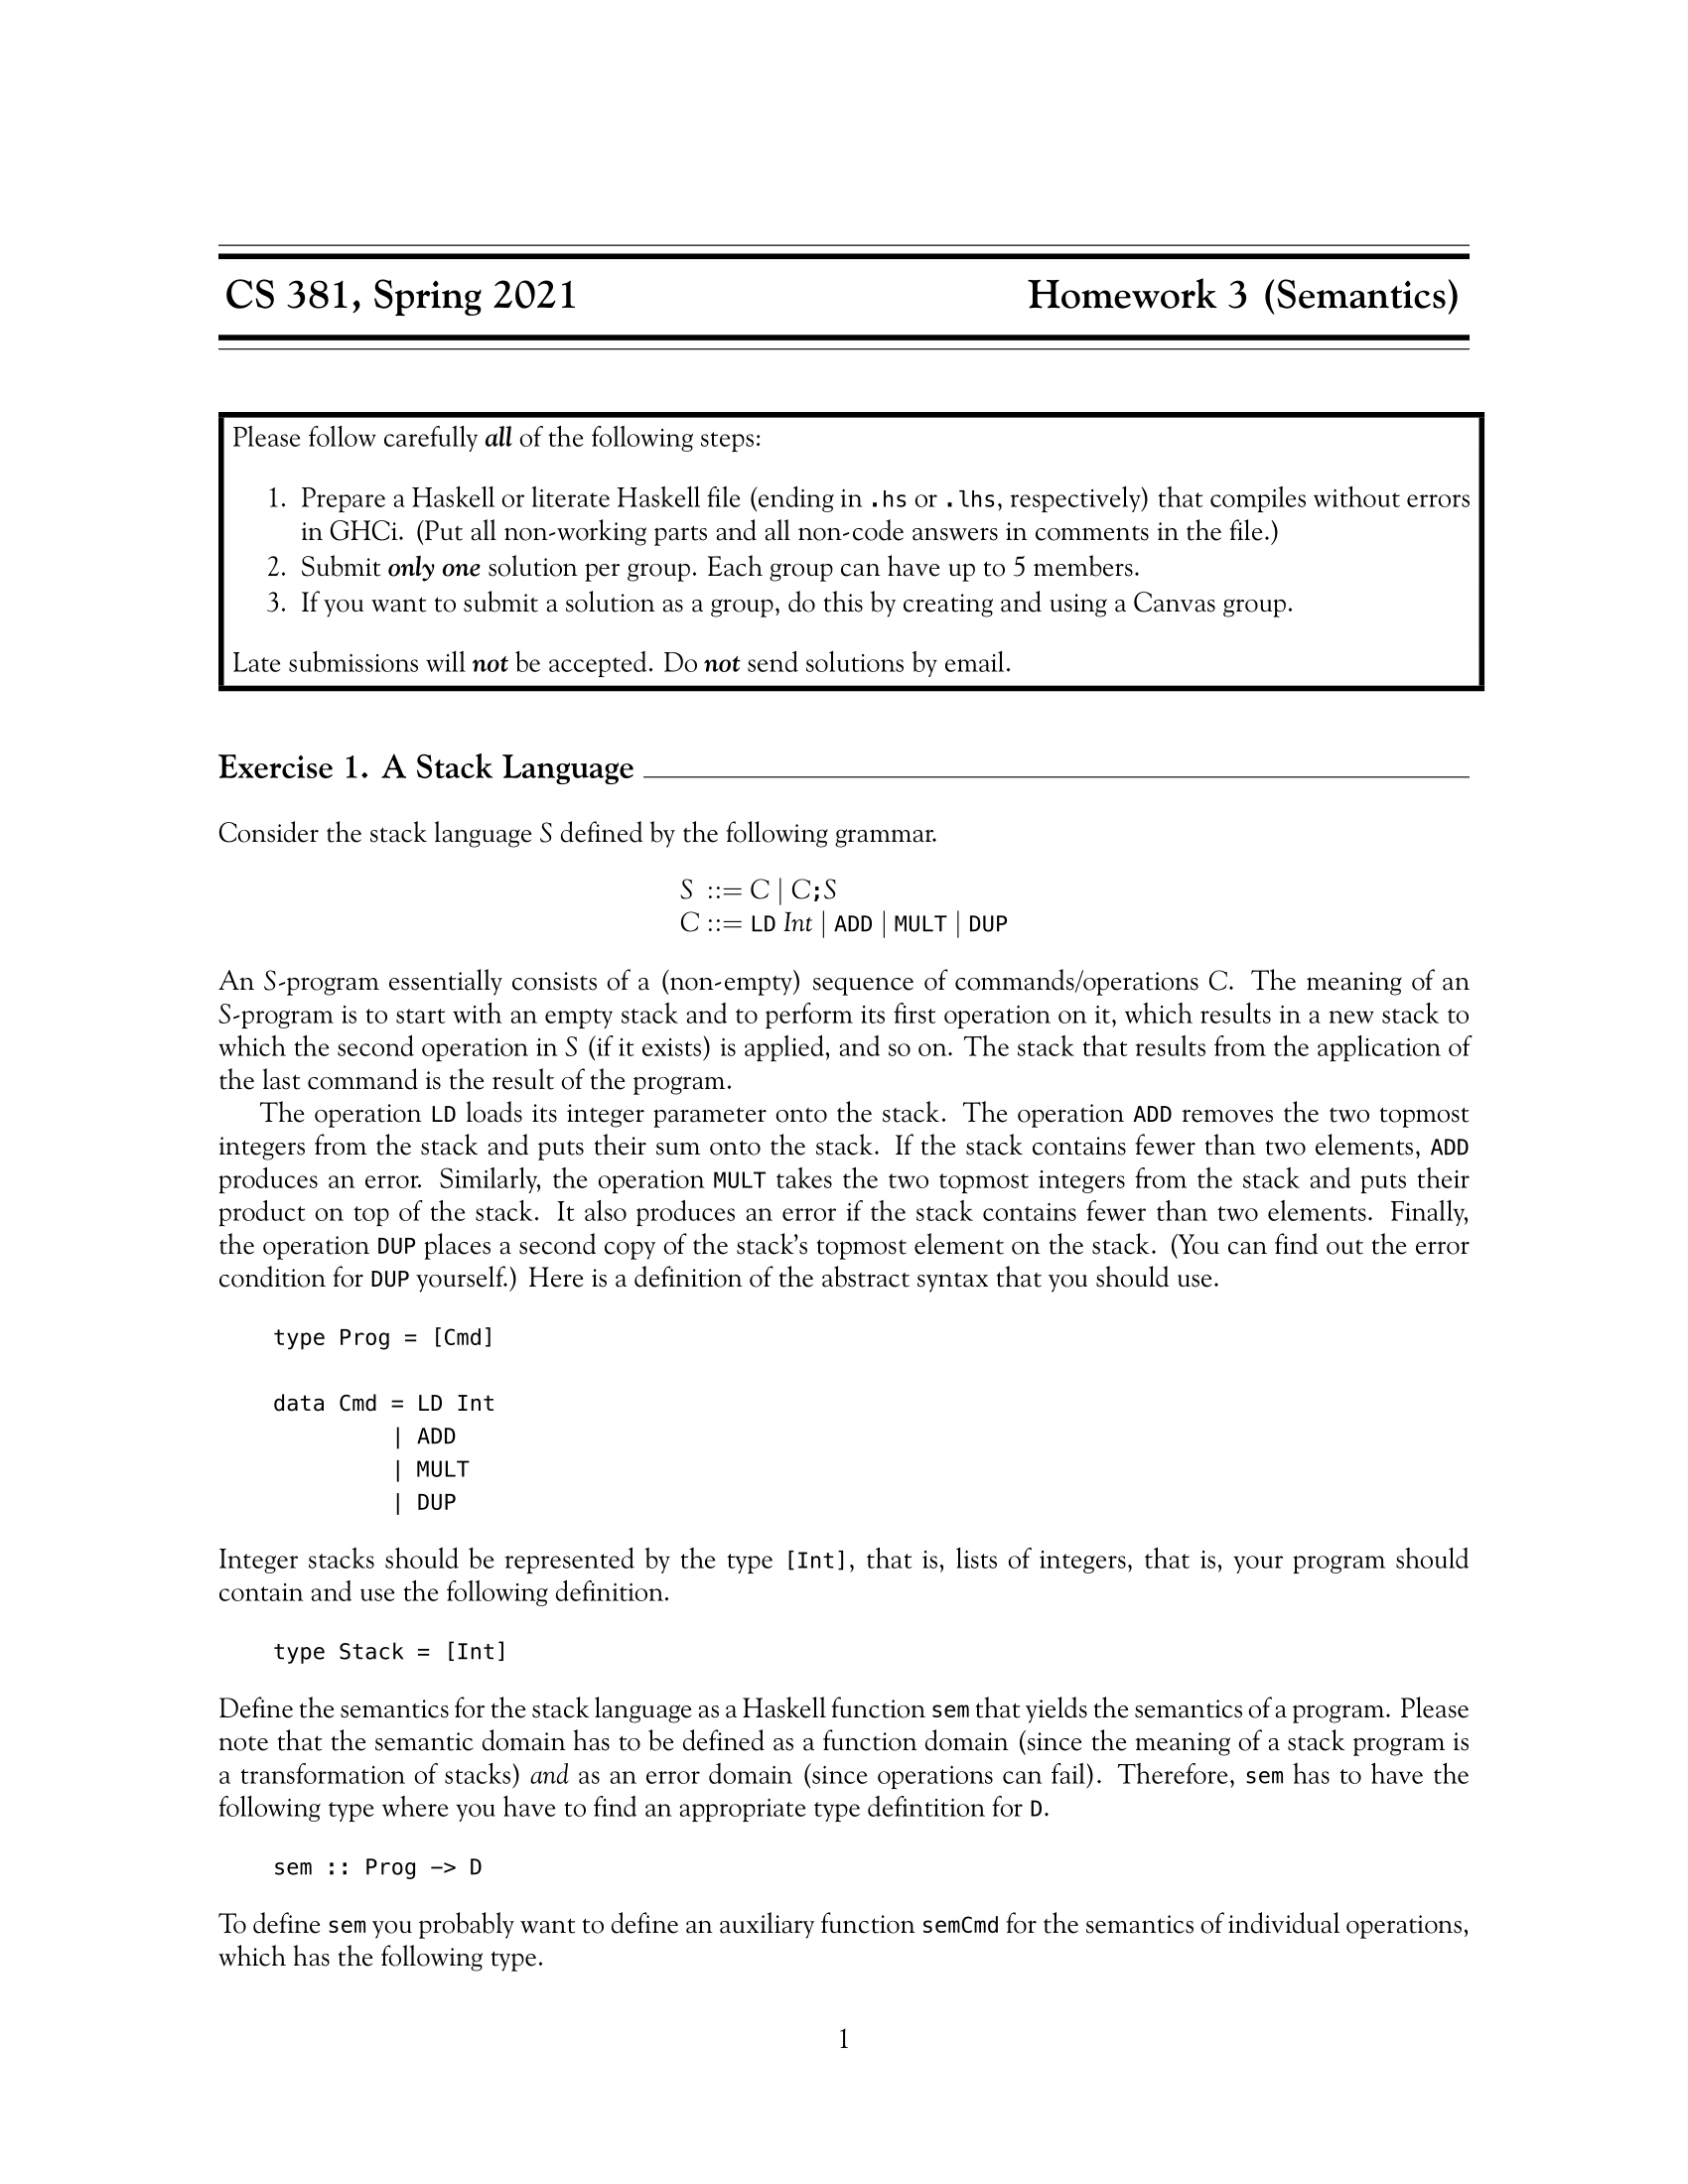 CS 381, Spring 2021 Homework 3 (Semantics)
Please follow carefully all of the following steps:
1. Prepare a Haskell or literate Haskell file (ending in .hs or .lhs, respectively) that compiles without errors
in GHCi. (Put all non-working parts and all non-code answers in comments in the file.)
2. Submit only one solution per group. Each group can have up to 5 members.
3. If you want to submit a solution as a group, do this by creating and using a Canvas group.
Late submissions will not be accepted. Do not send solutions by email.
Exercise 1. A Stack Language
Consider the stack language S defined by the following grammar.
S ::= C | C;S
C ::= LD Int | ADD | MULT | DUP
An S-program essentially consists of a (non-empty) sequence of commands/operations C. The meaning of an
S-program is to start with an empty stack and to perform its first operation on it, which results in a new stack to
which the second operation in S (if it exists) is applied, and so on. The stack that results from the application of
the last command is the result of the program.
The operation LD loads its integer parameter onto the stack. The operation ADD removes the two topmost
integers from the stack and puts their sum onto the stack. If the stack contains fewer than two elements, ADD
produces an error. Similarly, the operation MULT takes the two topmost integers from the stack and puts their
product on top of the stack. It also produces an error if the stack contains fewer than two elements. Finally,
the operation DUP places a second copy of the stack's topmost element on the stack. (You can find out the error
condition for DUP yourself.) Here is a definition of the abstract syntax that you should use.
type Prog = [Cmd]
data Cmd = LD Int
| ADD
| MULT
| DUP
Integer stacks should be represented by the type [Int], that is, lists of integers, that is, your program should
contain and use the following definition.
type Stack = [Int]
Define the semantics for the stack language as a Haskell function sem that yields the semantics of a program. Please
note that the semantic domain has to be defined as a function domain (since the meaning of a stack program is
a transformation of stacks) and as an error domain (since operations can fail). Therefore, sem has to have the
following type where you have to find an appropriate type defintition for D.
sem :: Prog -> D
To define sem you probably want to define an auxiliary function semCmd for the semantics of individual operations,
which has the following type.
1